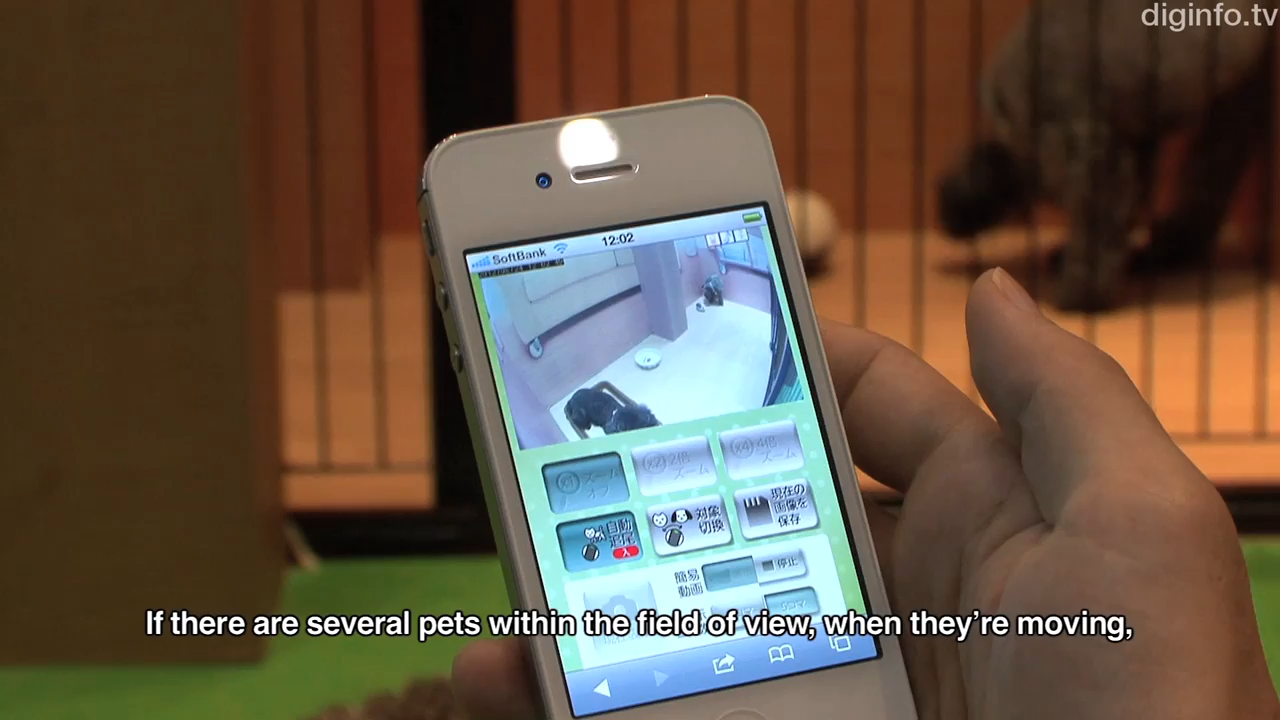 diginfo.tv
SoftBank 12:02
x1 ズーム
オフ
x2 2倍
ズーム
x4 4倍
ズーム
自動
追尾
入
対象
切換
現在の
画像を
保存
簡易
動画
停止
If there are several pets within the field of view, when they're moving,